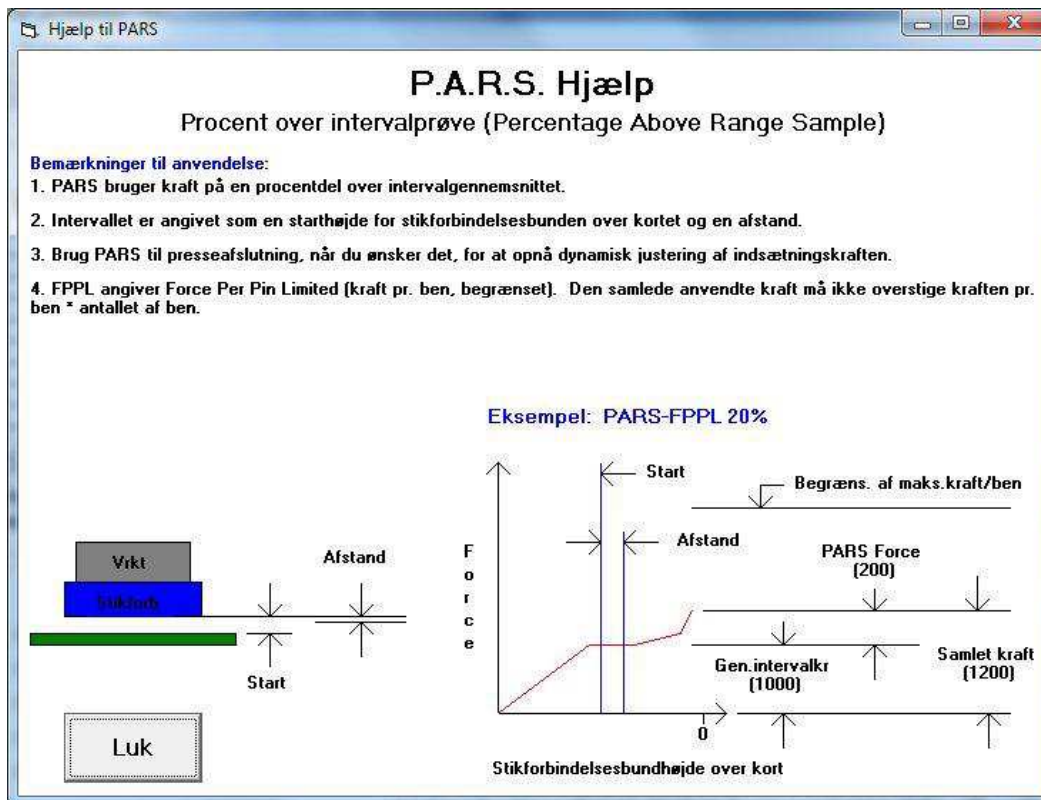 Hjælp til PARS
P.A.R.S. Hjælp
Procent over intervalprøve (Percentage Above Range Sample)
Bemærkninger til anvendelse:
1. PARS bruger kraft på en procentdel over intervalgennemsnittet.
2. Intervallet er angivet som en starthøjde for stikforbindelsesbunden over kortet og en afstand.
3. Brug PARS til presseafslutning, når du ønsker det, for at opnå dynamisk justering af indsætningskraften.
4. FPPL angiver Force Per Pin Limited (kraft pr. ben, begrænset).  Den samlede anvendte kraft må ikke overstige kraften pr.
ben * antallet af ben.
Eksempel:  PARS-FPPL 20%
Start
Begræns. af maks.kraft/ben
Afstand
PARS Force
(200)
Force
Gen.intervalkr
(1000)
Samlet kraft
(1200)
0
Stikforbindelsesbundhøjde over kort
Vrkt
Stikforb
Afstand
Start
Luk